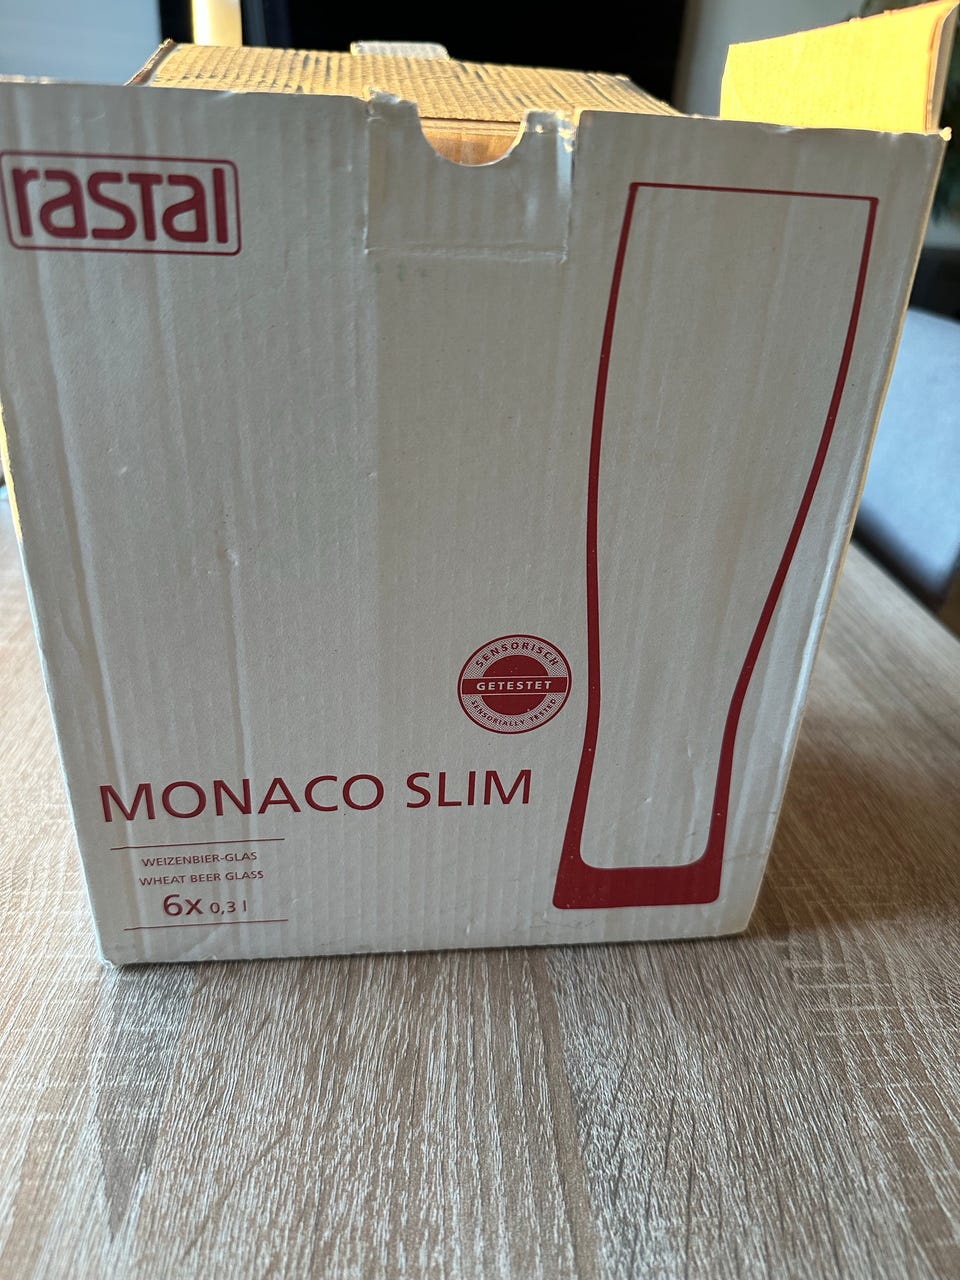 rastal
SENSORISCH
GETESTET
SENSORIALLY TESTED
MONACO SLIM
WEIZENBIER-GLAS
WHEAT BEER GLASS
6x 0,3 l